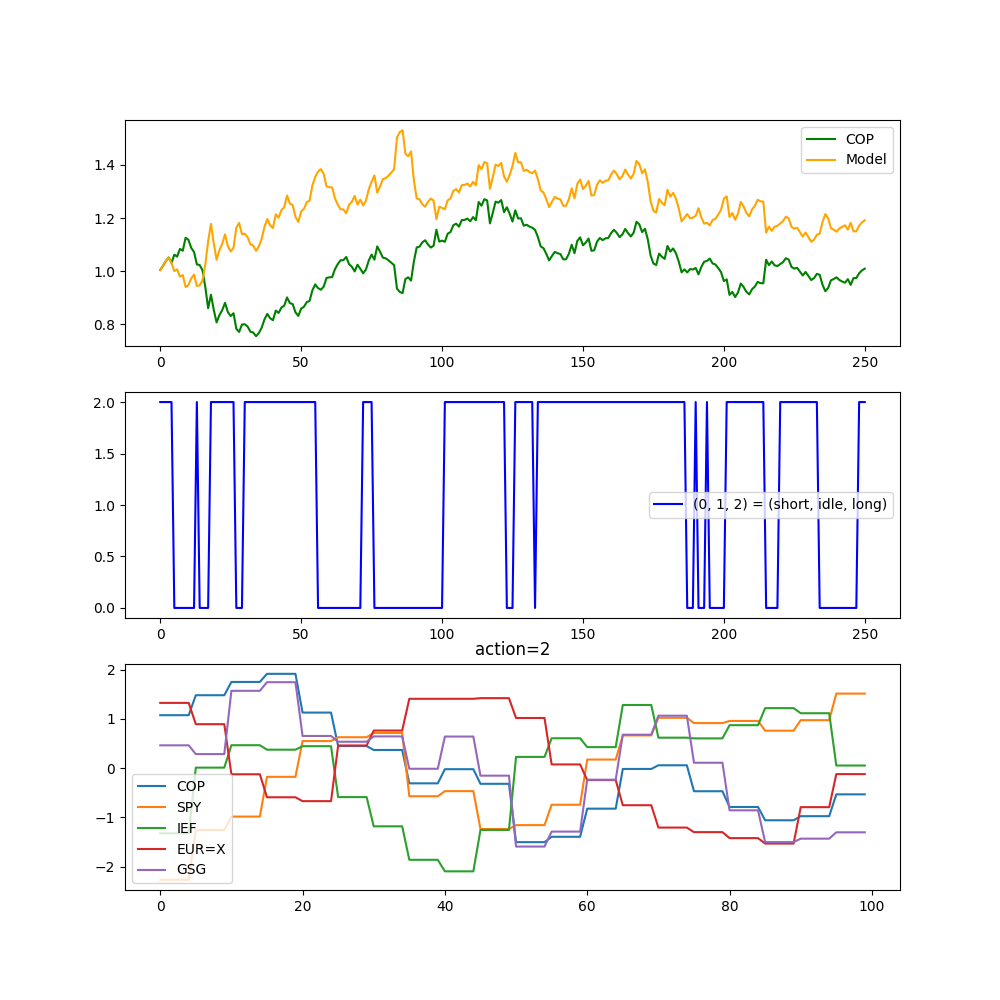 1.4
1.2
1.0
0.8
COP
Model
0 50 100 150 200 250
2.0
1.5
1.0
0.5
0.0
(0, 1, 2) = (short, idle, long)
0 50 100 150 200 250
action=2
2
1
0
−1
−2
COP
SPY
IEF
EUR=X
GSG
0 20 40 60 80 100